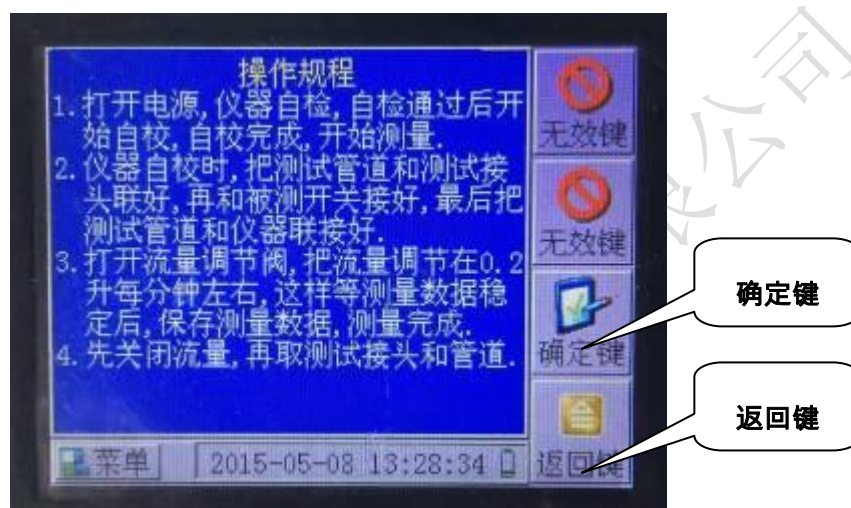 操作规程
1. 打开电源, 仪器自检, 自检通过后开
始自校, 自校完成, 开始测量.
2. 仪器自校时, 把测试管道和测试接
头联好, 再和被测开关接好, 最后把
测试管道和仪器联接好.
3. 打开流量调节阀, 把流量调节在0.2
升每分钟左右, 这样等测量数据稳
定后, 保存测量数据, 测量完成.
4. 先关闭流量, 再取测试接头和管道.
菜单
2015-05-08 13:28:34
无效键
无效键
确定键
返回键
确定键
返回键
限公司